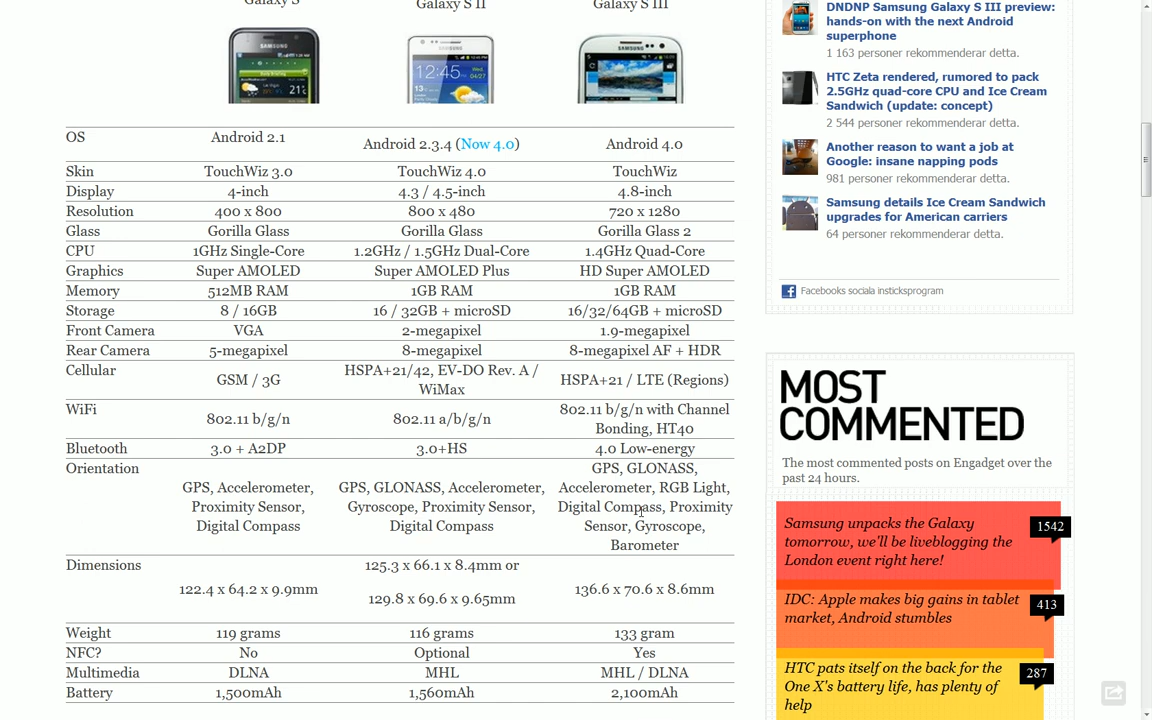 Galaxy S
Galaxy S II
Galaxy S III
OS
Android 2.1
Android 2.3.4 (Now 4.0)
Android 4.0
Skin
TouchWiz 3.0
TouchWiz 4.0
TouchWiz
Display
4-inch
4.3 / 4.5-inch
4.8-inch
Resolution
400 x 800
800 x 480
720 x 1280
Glass
Gorilla Glass
Gorilla Glass
Gorilla Glass 2
CPU
1GHz Single-Core
1.2GHz / 1.5GHz Dual-Core
1.4GHz Quad-Core
Graphics
Super AMOLED
Super AMOLED Plus
HD Super AMOLED
Memory
512MB RAM
1GB RAM
1GB RAM
Storage
8 / 16GB
16 / 32GB + microSD
16/32/64GB + microSD
Front Camera
VGA
2-megapixel
1.9-megapixel
Rear Camera
5-megapixel
8-megapixel
8-megapixel AF + HDR
Cellular
GSM / 3G
HSPA+21/42, EV-DO Rev. A /
WiMax
HSPA+21 / LTE (Regions)
WiFi
802.11 b/g/n
802.11 a/b/g/n
802.11 b/g/n with Channel
Bonding, HT40
Bluetooth
3.0 + A2DP
3.0+HS
4.0 Low-energy
Orientation
GPS, Accelerometer,
Proximity Sensor,
Digital Compass
GPS, GLONASS, Accelerometer,
Gyroscope, Proximity Sensor,
Digital Compass
GPS, GLONASS,
Accelerometer, RGB Light,
Digital Compass, Proximity
Sensor, Gyroscope,
Barometer
Dimensions
122.4 x 64.2 x 9.9mm
125.3 x 66.1 x 8.4mm or
129.8 x 69.6 x 9.65mm
136.6 x 70.6 x 8.6mm
Weight
119 grams
116 grams
133 gram
NFC?
No
Optional
Yes
Multimedia
DLNA
MHL
MHL / DLNA
Battery
1,500mAh
1,560mAh
2,100mAh
DNDNP Samsung Galaxy S III preview:
hands-on with the next Android
superphone
1 163 personer rekommenderar detta.
HTC Zeta rendered, rumored to pack
2.5GHz quad-core CPU and Ice Cream
Sandwich (update: concept)
2 544 personer rekommenderar detta.
Another reason to want a job at
Google: insane napping pods
981 personer rekommenderar detta.
Samsung details Ice Cream Sandwich
upgrades for American carriers
64 personer rekommenderar detta.
Facebooks sociala insticksprogram
MOST
COMMENTED
The most commented posts on Engadget over the
past 24 hours.
Samsung unpacks the Galaxy
tomorrow, we'll be liveblogging the
London event right here!
1542
IDC: Apple makes big gains in tablet
market, Android stumbles
413
HTC pats itself on the back for the
One X's battery life, has plenty of
help
287